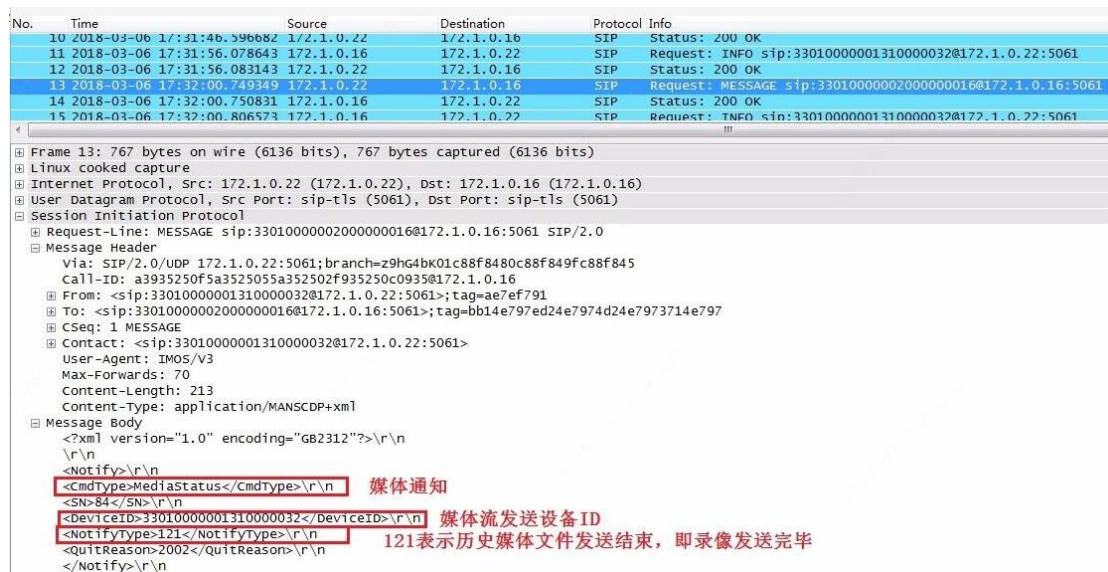 No. Time Source Destination Protocol Info
10 2018-03-06 17:31:46.596682 172.1.0.22 172.1.0.16 SIP Status: 200 OK
11 2018-03-06 17:31:56.078643 172.1.0.16 172.1.0.22 SIP Request: INFO sip:33010000001310000032@172.1.0.22:5061
12 2018-03-06 17:31:56.083143 172.1.0.22 172.1.0.16 SIP Status: 200 OK
13 2018-03-06 17:32:00.749349 172.1.0.22 172.1.0.16 SIP Request: MESSAGE sip:33010000002000000016@172.1.0.16:5061
14 2018-03-06 17:32:00.750831 172.1.0.16 172.1.0.22 SIP Status: 200 OK
15 2018-03-06 17:32:00.806573 172.1.0.16 172.1.0.22 SIP Request: INFO sip:33010000001310000032@172.1.0.22:5061
Frame 13: 767 bytes on wire (6136 bits), 767 bytes captured (6136 bits)
Linux cooked capture
Internet Protocol, Src: 172.1.0.22 (172.1.0.22), Dst: 172.1.0.16 (172.1.0.16)
User Datagram Protocol, Src Port: sip-tls (5061), Dst Port: sip-tls (5061)
Session Initiation Protocol
Request-Line: MESSAGE sip:33010000002000000016@172.1.0.16:5061 SIP/2.0
Message Header
Via: SIP/2.0/UDP 172.1.0.22:5061;branch=z9hG4bK01c88f8480c88f849fc88f845
Call-ID: a3935250f5a3525055a352502f935250c0935@172.1.0.16
From: <sip:33010000001310000032@172.1.0.22:5061>;tag=ae7ef791
To: <sip:33010000002000000016@172.1.0.16:5061>;tag=bb14e797ed24e7974d24e7973714e797
CSeq: 1 MESSAGE
Contact: <sip:33010000001310000032@172.1.0.22:5061>
User-Agent: IMOS/V3
Max-Forwards: 70
Content-Length: 213
Content-Type: application/MANSCDP+xml
Message Body
<?xml version="1.0" encoding="GB2312"?>\r\n
\r\n
<Notify>\r\n
<CmdType>MediaStatus</CmdType>\r\n 媒体通知
<SN>84</SN>\r\n
<DeviceID>33010000001310000032</DeviceID>\r\n 媒体流发送设备ID
<NotifyType>121</NotifyType>\r\n 121表示历史媒体文件发送结束，即录像发送完毕
<QuitReason>2002</QuitReason>\r\n
</Notify>\r\n